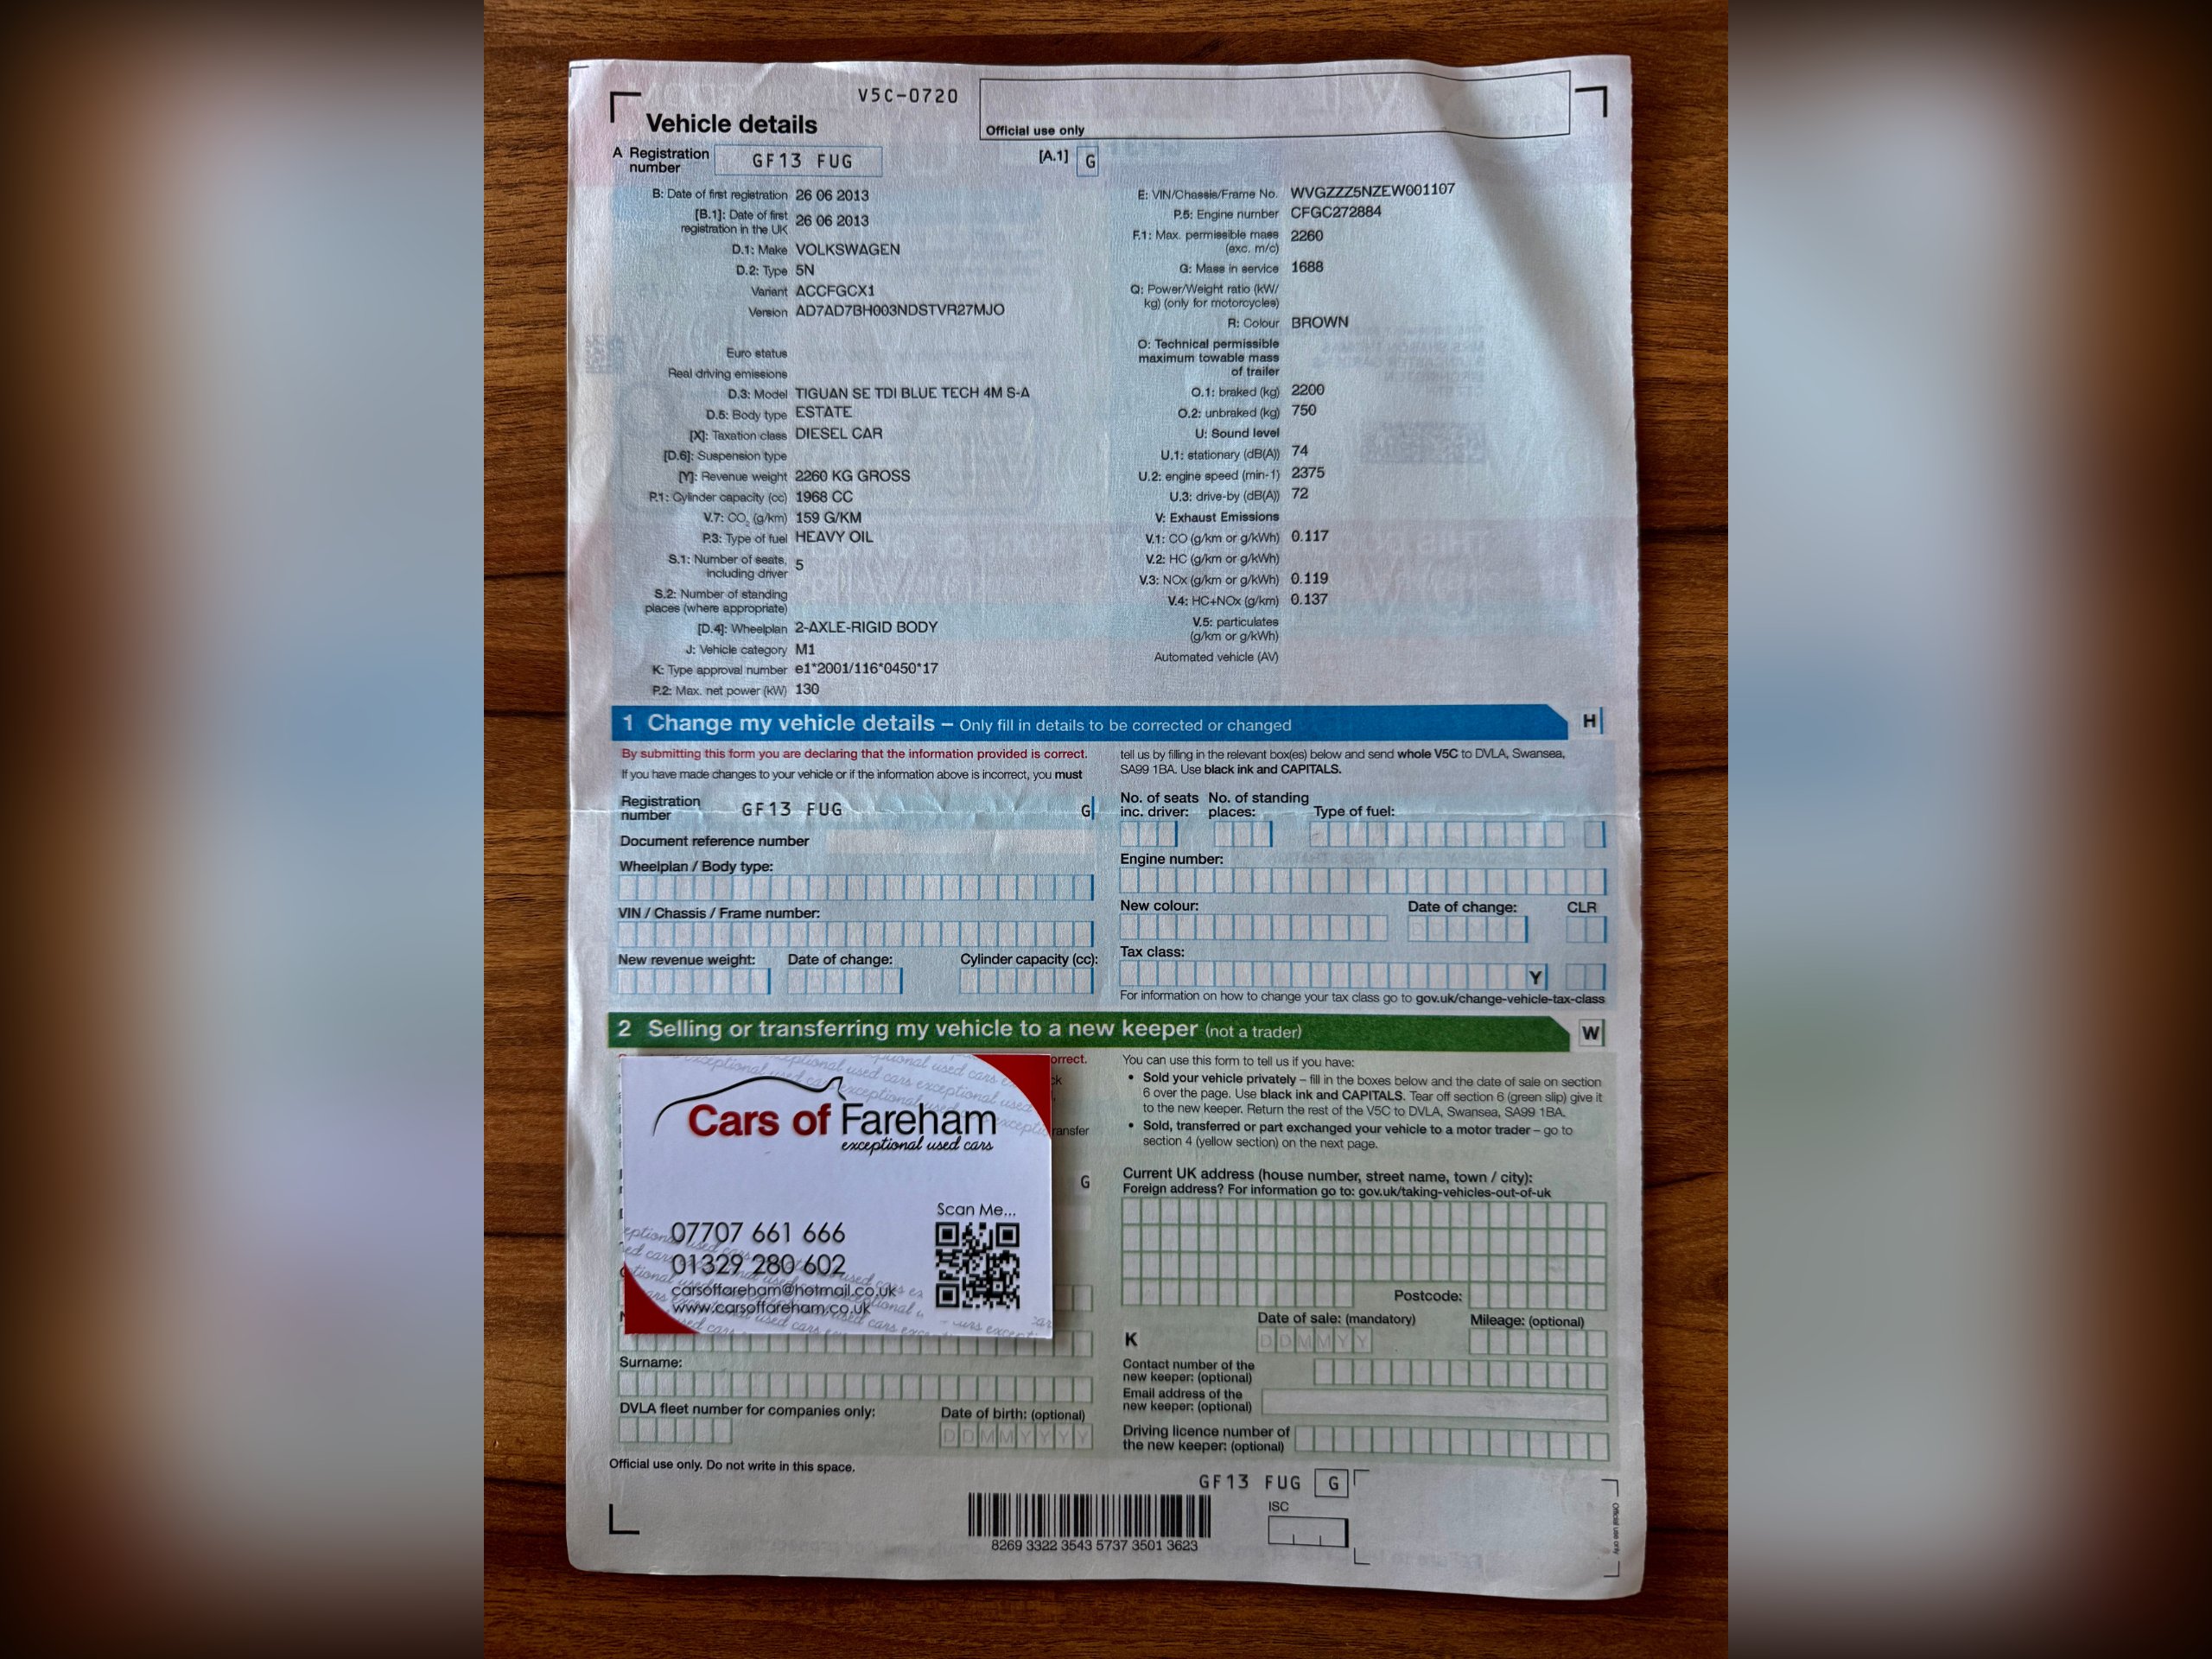 V5C-0720
Vehicle details
Official use only
A Registration number GF13 FUG
[A.1] G
B: Date of first registration 26 06 2013
[B.1]: Date of first registration in the UK 26 06 2013
D.1: Make VOLKSWAGEN
D.2: Type 5N
Variant ACCFGCX1
Version AD7AD7BH003NDSTVR27MJO
Euro status
Real driving emissions
D.3: Model TIGUAN SE TDI BLUE TECH 4M S-A
D.5: Body type ESTATE
[X]: Taxation class DIESEL CAR
[D.6]: Suspension type
[Y]: Revenue weight 2260 KG GROSS
P.1: Cylinder capacity (cc) 1968 CC
V.7: CO₂ (g/km) 159 G/KM
P.3: Type of fuel HEAVY OIL
S.1: Number of seats, including driver 5
S.2: Number of standing places (where appropriate)
[D.4]: Wheelplan 2-AXLE-RIGID BODY
J: Vehicle category M1
K: Type approval number e1*2001/116*0450*17
P.2: Max. net power (kW) 130
E: VIN/Chassis/Frame No. WVGZZZ5NZEW001107
P.5: Engine number CFGC272884
F.1: Max. permissible mass (exc. m/c) 2260
G: Mass in service 1688
Q: Power/Weight ratio (kW/kg) (only for motorcycles)
R: Colour BROWN
O: Technical permissible maximum towable mass of trailer
O.1: braked (kg) 2200
O.2: unbraked (kg) 750
U: Sound level
U.1: stationary (dB(A)) 74
U.2: engine speed (min-1) 2375
U.3: drive-by (dB(A)) 72
V: Exhaust Emissions
V.1: CO (g/km or g/kWh) 0.117
V.2: HC (g/km or g/kWh)
V.3: NOx (g/km or g/kWh) 0.119
V.4: HC+NOx (g/km) 0.137
V.5: particulates (g/km or g/kWh)
Automated vehicle (AV)
1 Change my vehicle details – Only fill in details to be corrected or changed
H
By submitting this form you are declaring that the information provided is correct.
If you have made changes to your vehicle or if the information above is incorrect, you must
tell us by filling in the relevant box(es) below and send whole V5C to DVLA, Swansea,
SA99 1BA. Use black ink and CAPITALS.
Registration number GF13 FUG G
Document reference number
Wheelplan / Body type:
VIN / Chassis / Frame number:
New revenue weight: Date of change: Cylinder capacity (cc):
No. of seats inc. driver: No. of standing places: Type of fuel:
Engine number:
New colour: Date of change: CLR
Tax class:
Y
For information on how to change your tax class go to gov.uk/change-vehicle-tax-class
2 Selling or transferring my vehicle to a new keeper (not a trader)
W
orrect.
ck
ransfer
G
Cars of Fareham
exceptional used cars
Scan Me...
07707 661 666
01329 280 602
carsoffareham@hotmail.co.uk
www.carsoffareham.co.uk
Surname:
DVLA fleet number for companies only: Date of birth: (optional)
D D M M Y Y Y Y
You can use this form to tell us if you have:
• Sold your vehicle privately – fill in the boxes below and the date of sale on section
6 over the page. Use black ink and CAPITALS. Tear off section 6 (green slip) give it
to the new keeper. Return the rest of the V5C to DVLA, Swansea, SA99 1BA.
• Sold, transferred or part exchanged your vehicle to a motor trader – go to
section 4 (yellow section) on the next page.
Current UK address (house number, street name, town / city):
Foreign address? For information go to: gov.uk/taking-vehicles-out-of-uk
Postcode:
Date of sale: (mandatory) Mileage: (optional)
K D D M M Y Y
Contact number of the new keeper: (optional)
Email address of the new keeper: (optional)
Driving licence number of the new keeper: (optional)
Official use only. Do not write in this space.
GF13 FUG G
ISC
8269 3322 3543 5737 3501 3623
Official use only